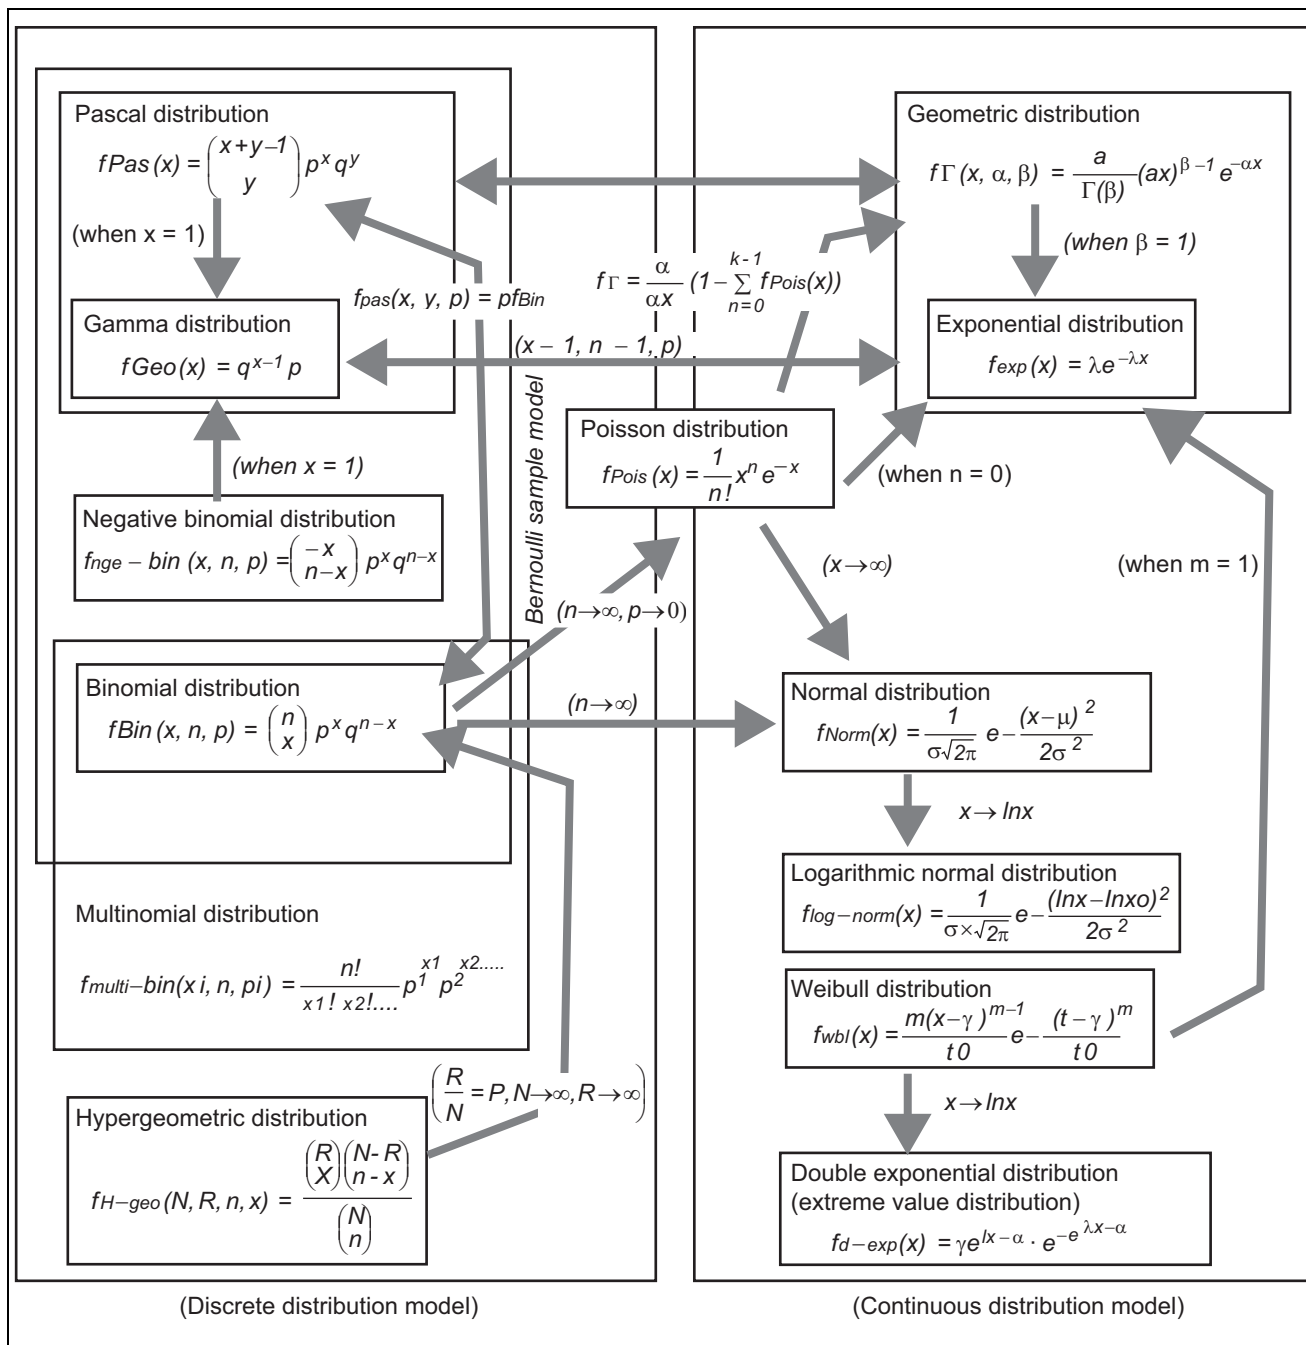 Pascal distribution
fPas(x) = (x+y–1 y) p^x q^y
(when x = 1)
Gamma distribution
fGeo(x) = q^x–1 p
(when x = 1)
Negative binomial distribution
fnge – bin (x, n, p) = (–x n–x) p^x q^n–x
fpas(x, y, p) = pfBin
(x – 1, n – 1, p)
Bernoulli sample model
Binomial distribution
fBin(x, n, p) = (n x) p^x q^n–x
Multinomial distribution
fmulti–bin(xi, n, pi) = n! / x1! x2!.... p1^x1 p2^x2.....
Hypergeometric distribution
fH–geo(N, R, n, x) = (R X)(N-R n-x) / (N n)
(R/N = P, N→∞, R→∞)
(Discrete distribution model)
Geometric distribution
fΓ(x, α, β) = a/Γ(β) (ax)^β–1 e^–αx
(when β = 1)
Exponential distribution
fexp(x) = λe^–λx
fΓ = α/αx (1– k-1 Σ n=0 fPois(x))
Poisson distribution
fPois(x) = 1/n! x^n e^–x
(when n = 0)
(x→∞)
(n→∞, p→0)
(n→∞)
(when m = 1)
Normal distribution
fNorm(x) = 1/σ√2π e – (x–μ)^2/2σ^2
x→ lnx
Logarithmic normal distribution
flog–norm(x) = 1/σ×√2π e – (lnx–lnxo)^2/2σ^2
Weibull distribution
fwbl(x) = m(x–γ)^m–1/t0 e – (t–γ)^m/t0
x→ lnx
Double exponential distribution
(extreme value distribution)
fd–exp(x) = γe^lx–α · e^–e^λx–α
(Continuous distribution model)